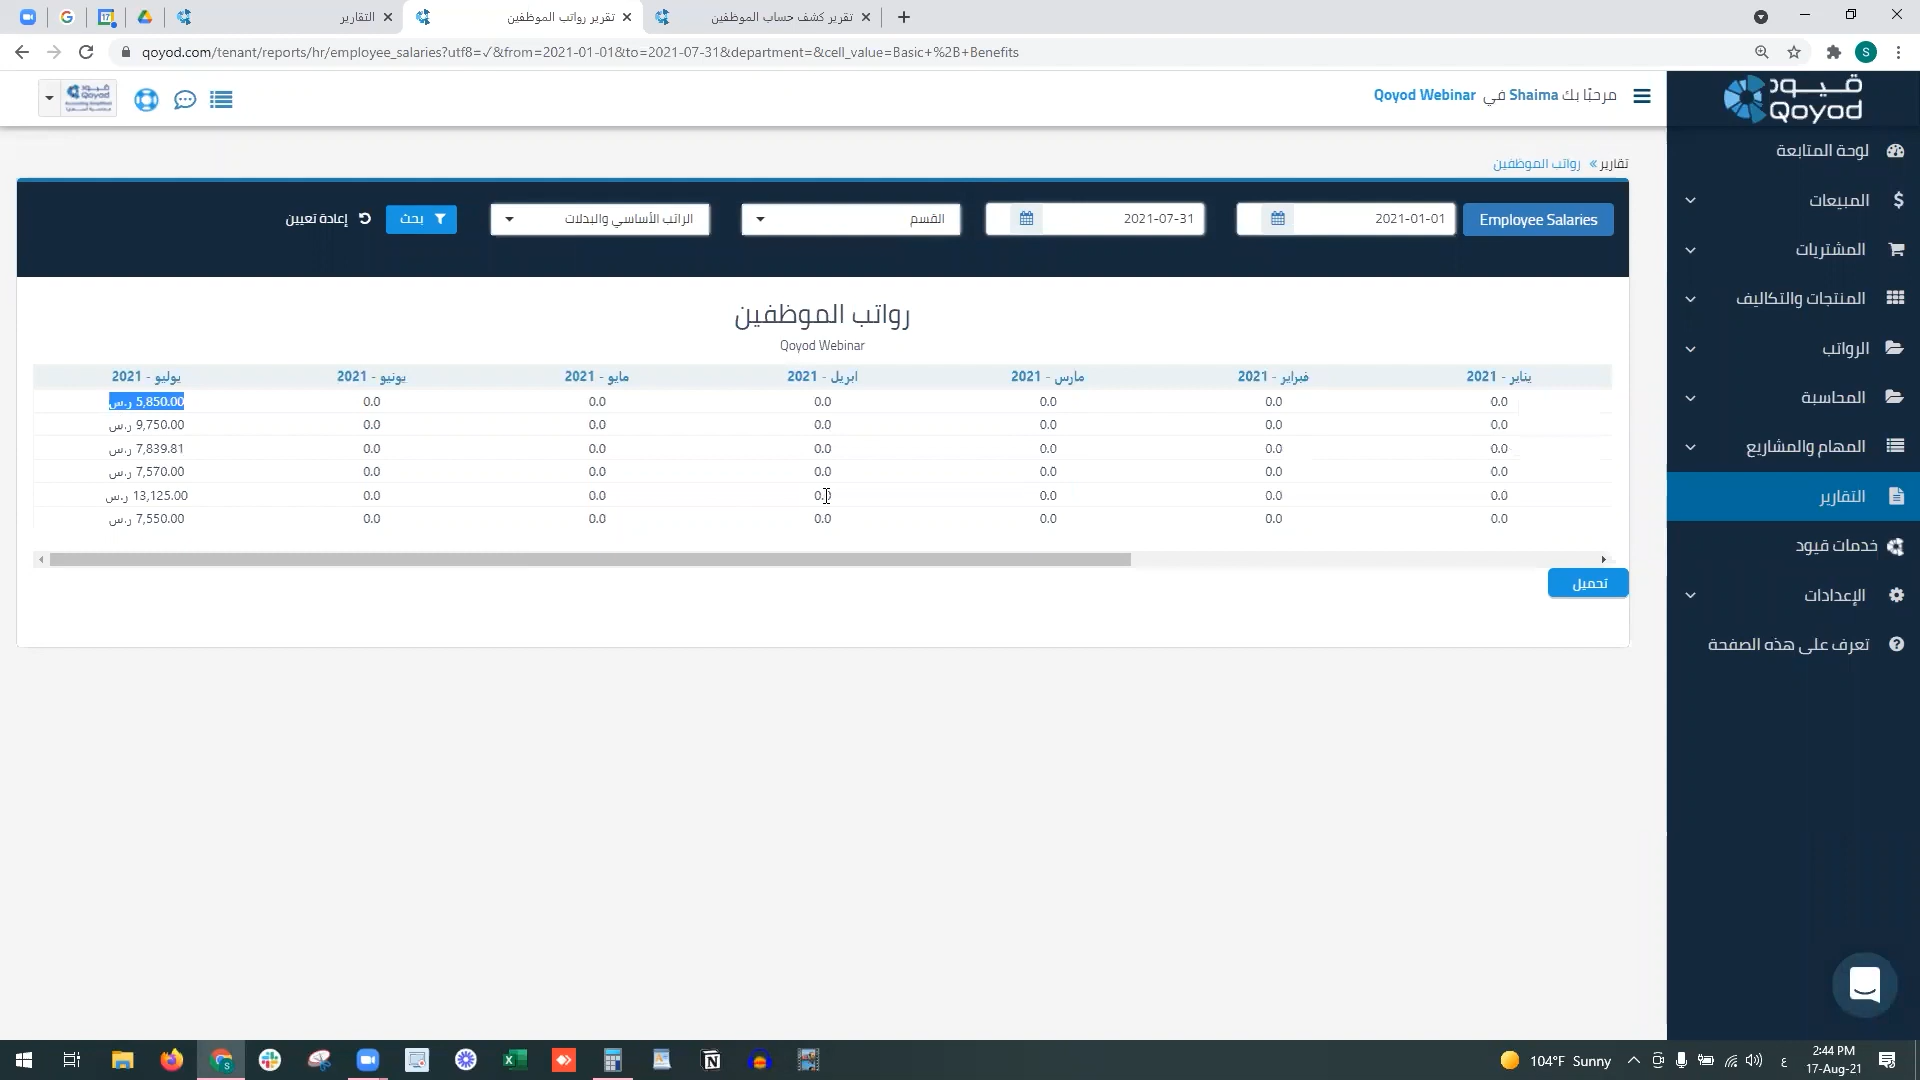 التقارير
تقرير رواتب الموظفين
تقرير كشف حساب الموظفين
qoyod.com/tenant/reports/hr/employee_salaries?utf8=✓&from=2021-01-01&to=2021-07-31&department=&cell_value=Basic+%2B+Benefits
S
قيود
Qoyod
مرحبًا بك Shaima في Qoyod Webinar
لوحة المتابعة
المبيعات
المشتريات
المنتجات والتكاليف
الرواتب
المحاسبة
المهام والمشاريع
التقارير
خدمات قيود
الإعدادات
تعرف على هذه الصفحة
تقارير » رواتب الموظفين
Employee Salaries 2021-01-01 2021-07-31 القسم الراتب الأساسي والبدلات بحث إعادة تعيين
رواتب الموظفين
Qoyod Webinar
يناير - 2021 فبراير - 2021 مارس - 2021 ابريل - 2021 مايو - 2021 يونيو - 2021 يوليو - 2021
0.0 0.0 0.0 0.0 0.0 0.0 5,850.00 ر.س
0.0 0.0 0.0 0.0 0.0 0.0 9,750.00 ر.س
0.0 0.0 0.0 0.0 0.0 0.0 7,839.81 ر.س
0.0 0.0 0.0 0.0 0.0 0.0 7,570.00 ر.س
0.0 0.0 0.0 0.0 0.0 0.0 13,125.00 ر.س
0.0 0.0 0.0 0.0 0.0 0.0 7,550.00 ر.س
تحميل
104°F Sunny
ع
2:44 PM
17-Aug-21